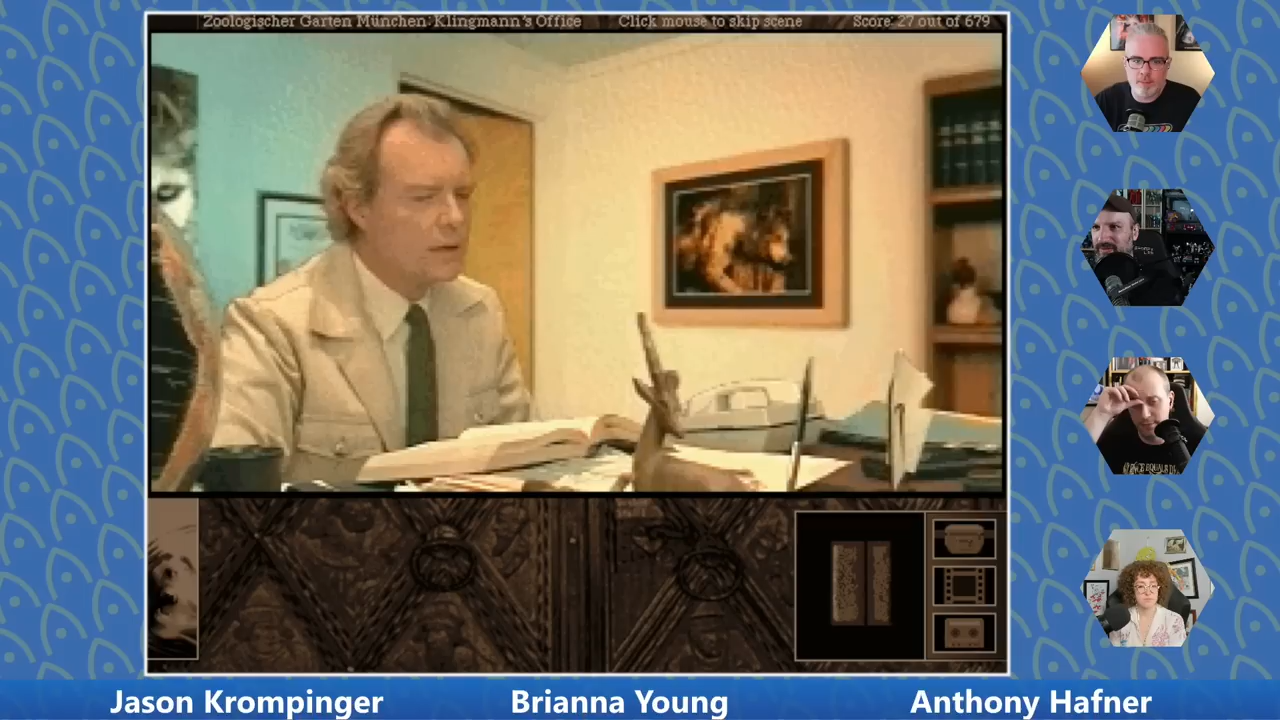 Zoologischer Garten München: Klingmann's Office Click mouse to skip scene Score: 27 out of 679
Jason Krompinger Brianna Young Anthony Hafner